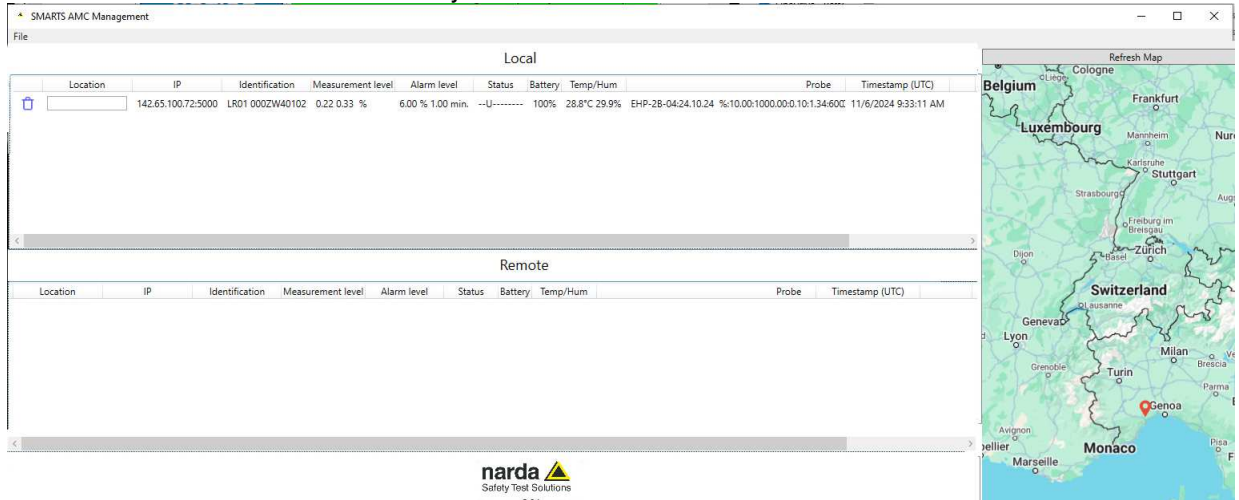 SMARTS AMC Management
File
Local
Location IP Identification Measurement level Alarm level Status Battery Temp/Hum Probe Timestamp (UTC)
142.65.100.72:5000 LR01 000ZW40102 0.22 0.33 % 6.00 % 1.00 min. --U-------- 100% 28.8°C 29.9% EHP-2B-04:24.10.24 %:10.00:1000.00:0.10:1.34:600 11/6/2024 9:33:11 AM
Remote
Location IP Identification Measurement level Alarm level Status Battery Temp/Hum Probe Timestamp (UTC)
narda
Safety Test Solutions
Refresh Map
Cologne
Liège
Belgium
Frankfurt
Luxembourg
Mannheim
Nur
Karlsruhe
Stuttgart
Strasbourg
Aug
Freiburg im
Breisgau
Dijon
Zürich
Basel
Switzerland
Lausanne
Geneva
Lyon
Milan
Ve
Brescia
Grenoble
Turin
Parma
Genoa
Avignon
pellier
Monaco
Pisa
F
Marseille